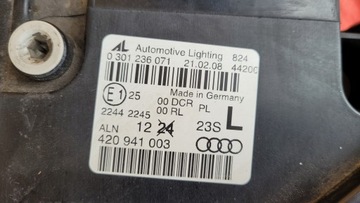 AL Automotive Lighting 824
0 301 236 071 21.02.08 44200
Made in Germany
E1 25 00 DCR PL
00 RL
2244 2245
ALN 12 24 23S L
420 941 003